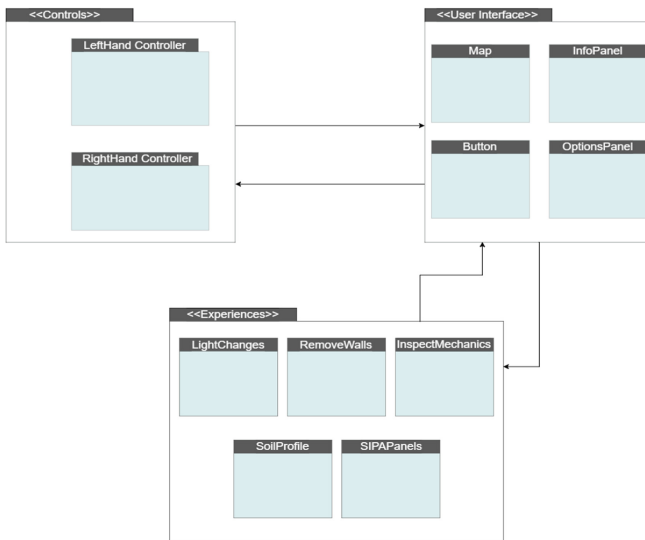 <<Controls>>
LeftHand Controller
RightHand Controller
<<User Interface>>
Map
InfoPanel
Button
OptionsPanel
<<Experiences>>
LightChanges
RemoveWalls
InspectMechanics
SoilProfile
SIPAPanels